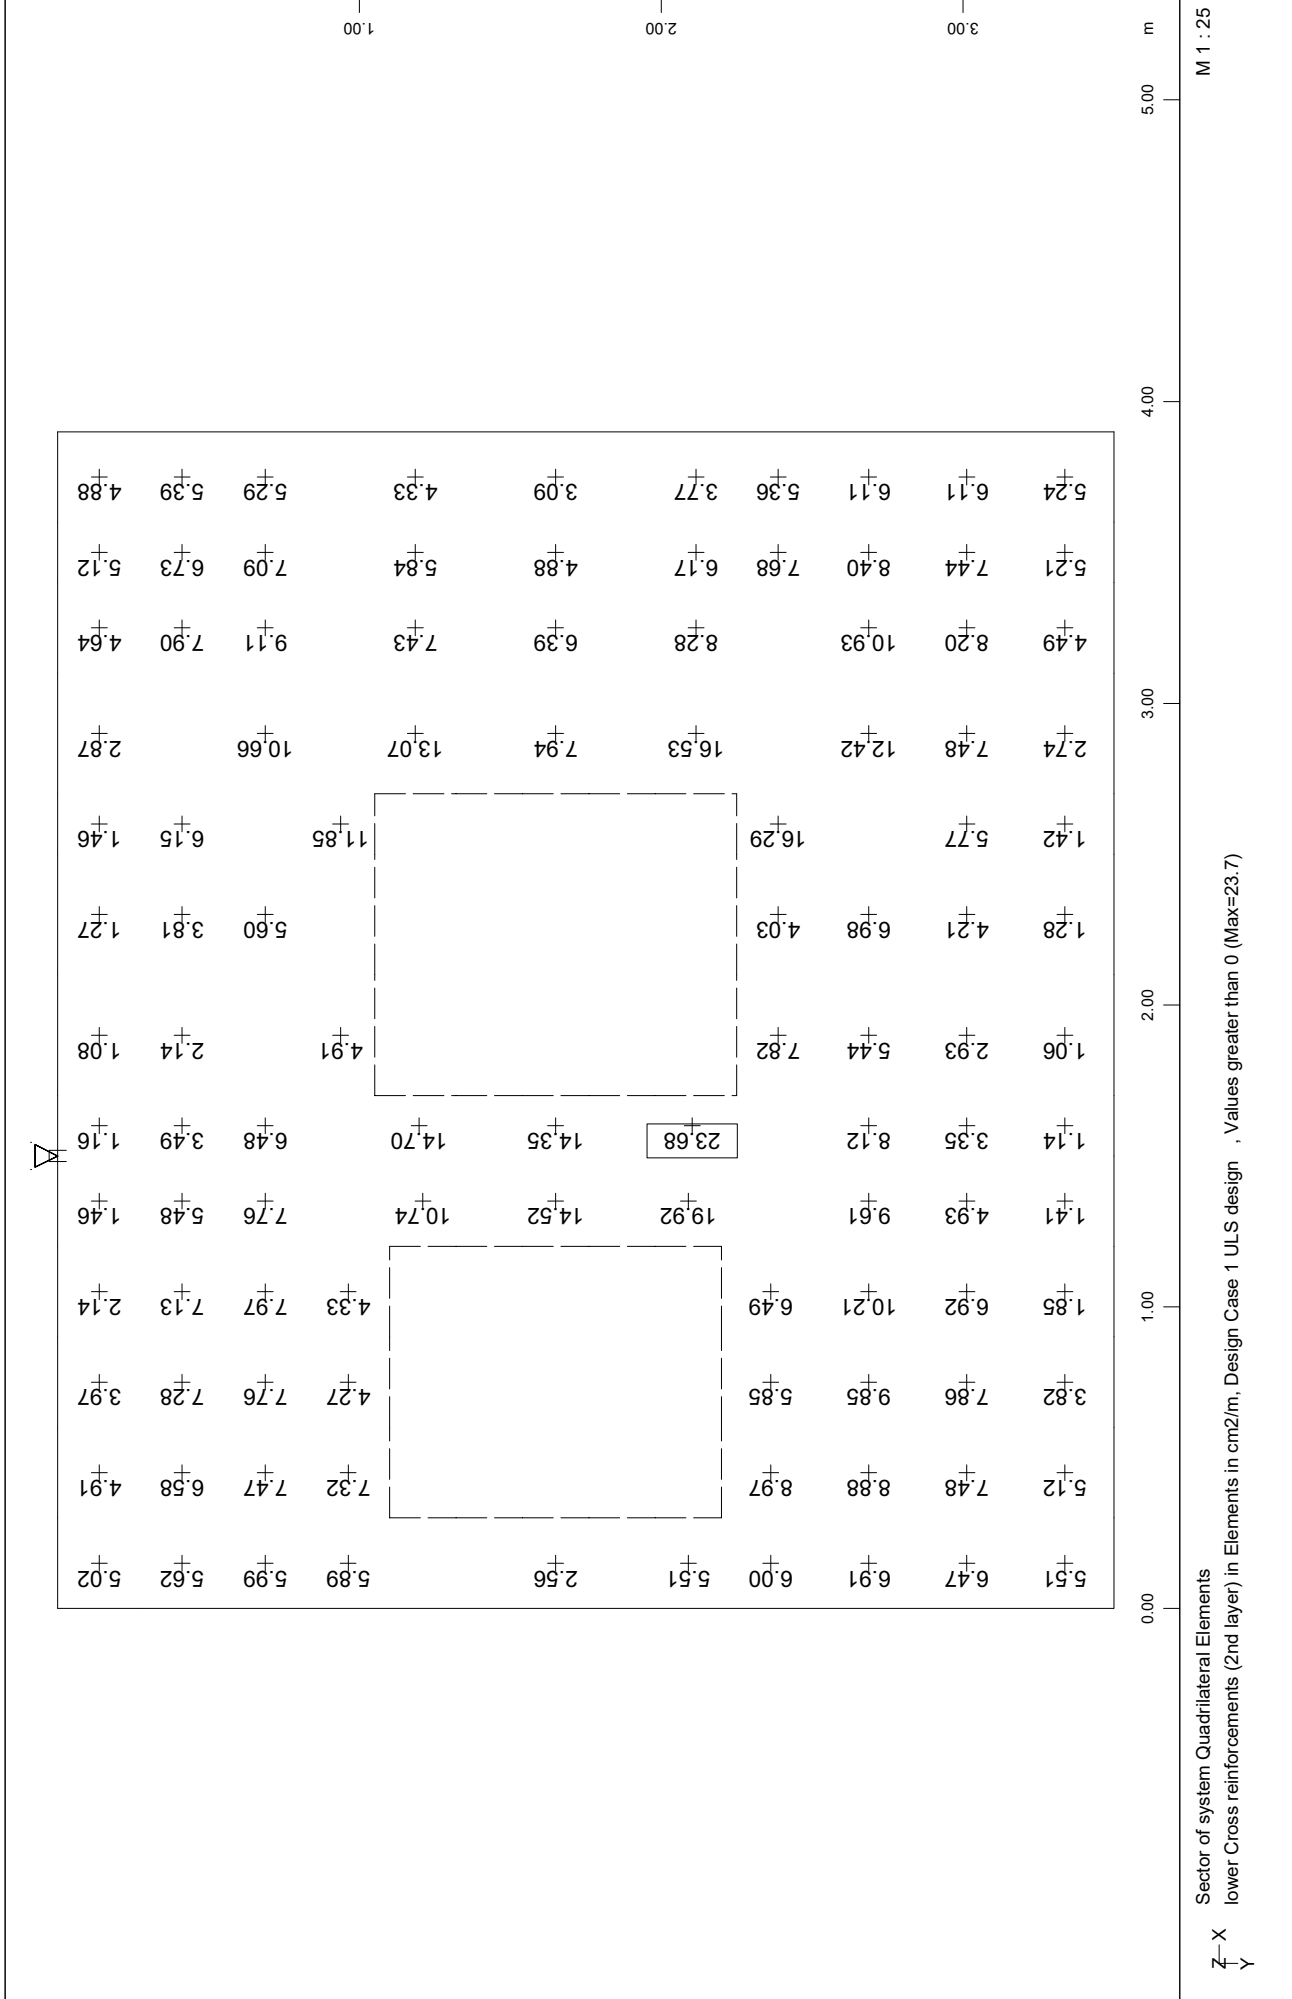 1.00 2.00 3.00 m
M 1 : 25
5.00
4.00
4.88 5.39 5.29 4.33 3.09 3.77 5.36 6.11 6.11 5.24
5.12 6.73 7.09 5.84 4.88 6.17 7.68 8.40 7.44 5.21
4.64 7.90 9.11 7.43 6.39 8.28 10.93 8.20 4.49
3.00
2.87 10.66 13.07 7.94 16.53 12.42 7.48 2.74
1.46 6.15 11.85 16.29 5.77 1.42
1.27 3.81 5.60 4.03 6.98 4.21 1.28
2.00
1.08 2.14 4.91 7.82 5.44 2.93 1.06
1.16 3.49 6.48 14.70 14.35 23.68 8.12 3.35 1.14
1.46 5.48 7.76 10.74 14.52 19.92 9.61 4.93 1.41
1.00
2.14 7.13 7.97 4.33 6.49 10.21 6.92 1.85
3.97 7.28 7.76 4.27 5.85 9.85 7.86 3.82
4.91 6.58 7.47 7.32 8.97 8.88 7.48 5.12
5.02 5.62 5.99 5.89 2.56 5.51 6.00 6.91 6.47 5.51
0.00
Sector of system Quadrilateral Elements
lower Cross reinforcements (2nd layer) in Elements in cm2/m, Design Case 1 ULS design , Values greater than 0 (Max=23.7)
Z X
Y